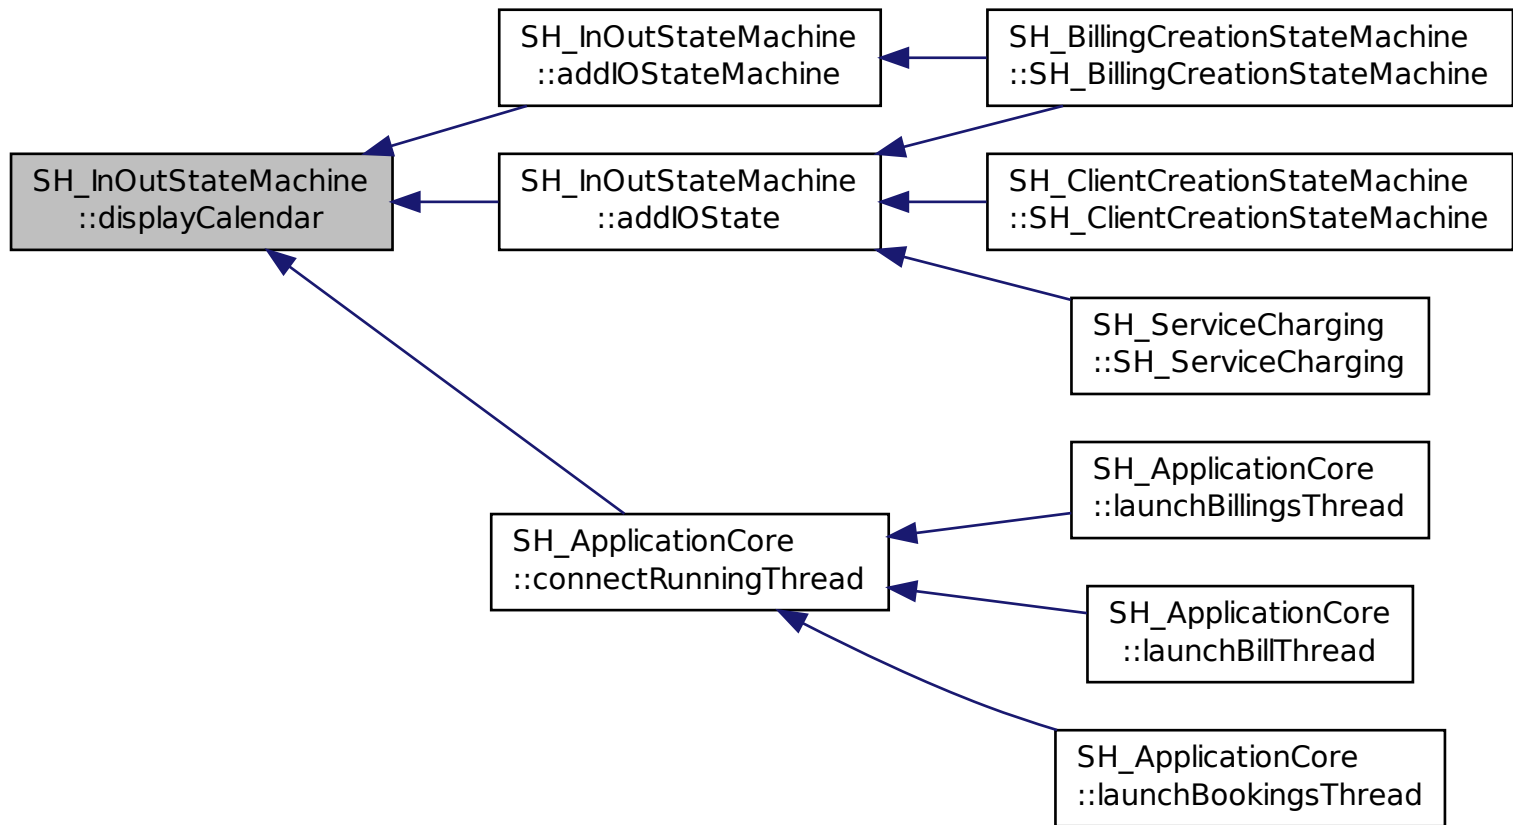 SH_InOutStateMachine
::addIOStateMachine
SH_BillingCreationStateMachine
::SH_BillingCreationStateMachine
SH_InOutStateMachine
::displayCalendar
SH_InOutStateMachine
::addIOState
SH_ClientCreationStateMachine
::SH_ClientCreationStateMachine
SH_ServiceCharging
::SH_ServiceCharging
SH_ApplicationCore
::launchBillingsThread
SH_ApplicationCore
::connectRunningThread
SH_ApplicationCore
::launchBillThread
SH_ApplicationCore
::launchBookingsThread